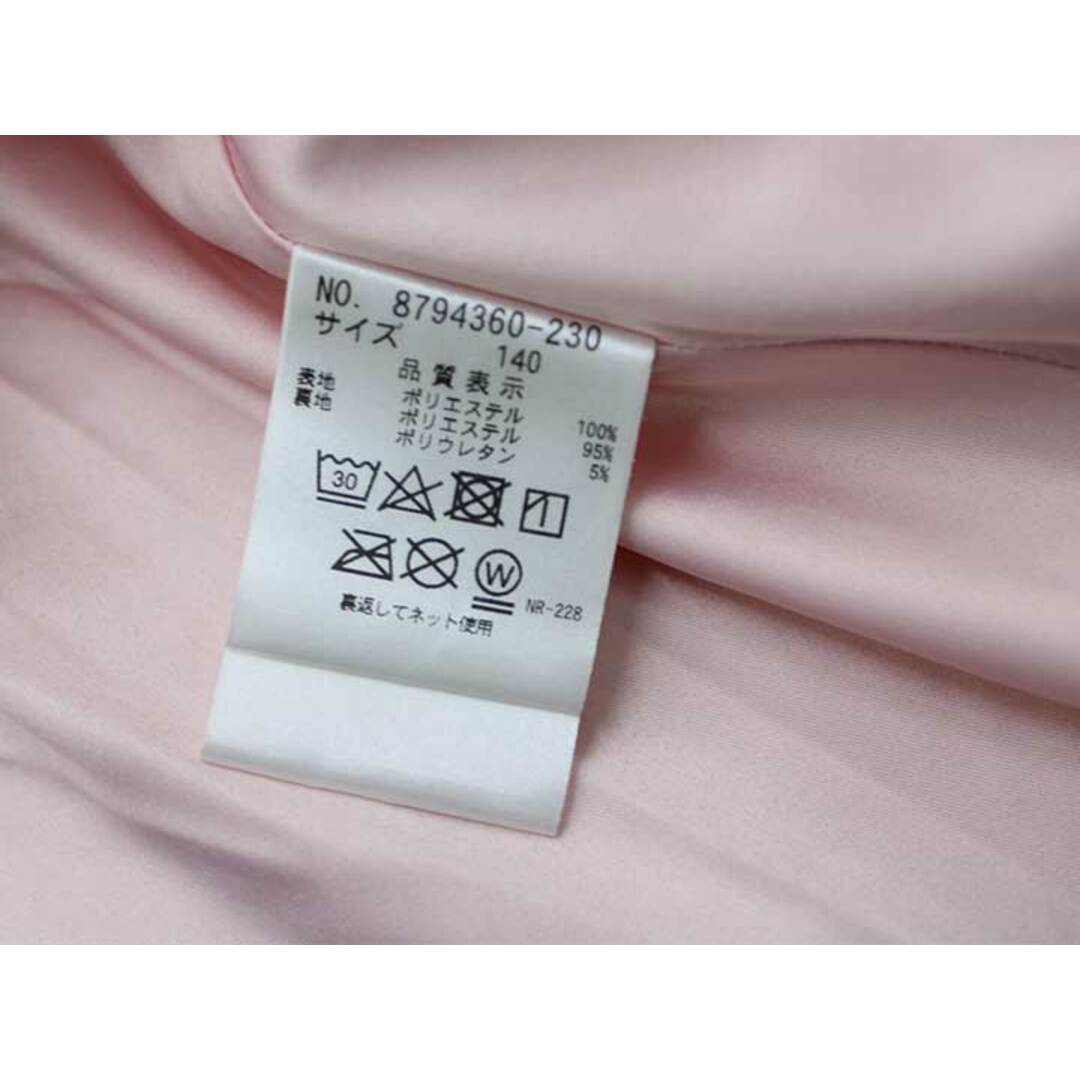 NO. 8794360-230
サイズ 140
品質表示
表地 ポリエステル 100%
裏地 ポリエステル 95%
ポリウレタン 5%
30
W
裏返してネット使用 NR-228